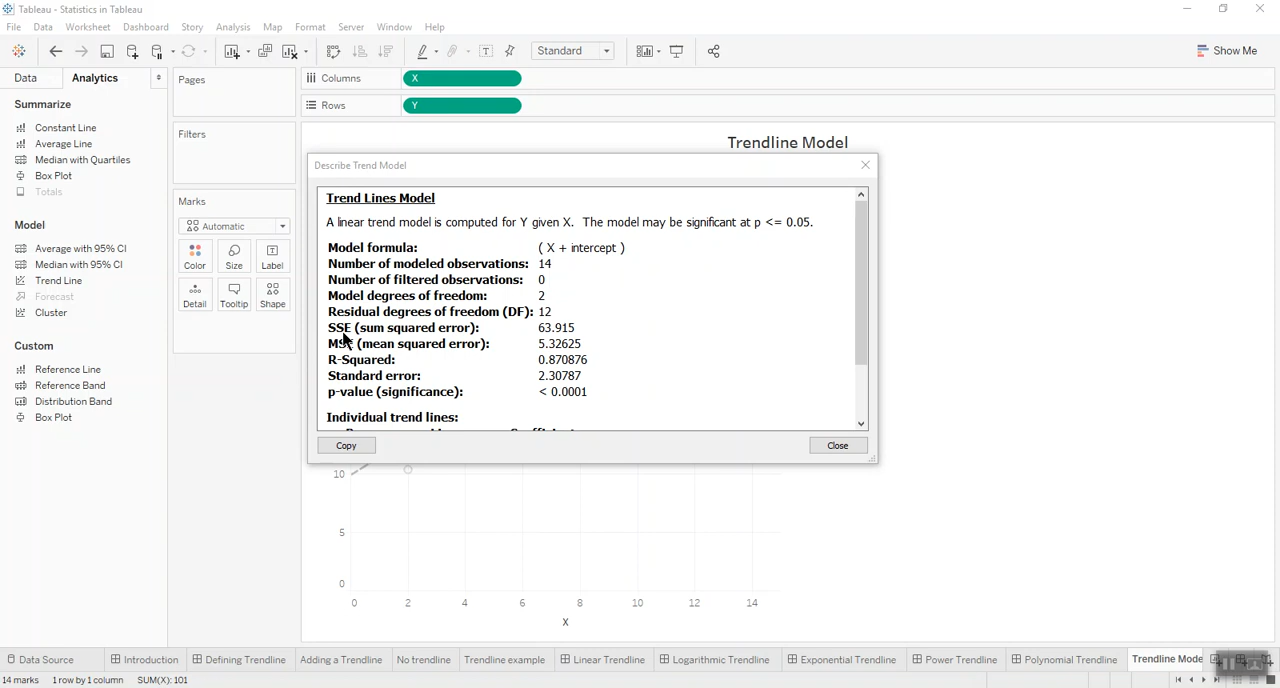 Tableau - Statistics in Tableau
File Data Worksheet Dashboard Story Analysis Map Format Server Window Help
Standard
Show Me
Data Analytics
Pages
Columns X
Rows Y
Summarize
Constant Line
Average Line
Median with Quartiles
Box Plot
Totals
Model
Average with 95% CI
Median with 95% CI
Trend Line
Forecast
Cluster
Custom
Reference Line
Reference Band
Distribution Band
Box Plot
Filters
Marks
Automatic
Color Size Label
Detail Tooltip Shape
Trendline Model
Describe Trend Model
Trend Lines Model
A linear trend model is computed for Y given X. The model may be significant at p <= 0.05.
Model formula: ( X + intercept )
Number of modeled observations: 14
Number of filtered observations: 0
Model degrees of freedom: 2
Residual degrees of freedom (DF): 12
SSE (sum squared error): 63.915
MSE (mean squared error): 5.32625
R-Squared: 0.870876
Standard error: 2.30787
p-value (significance): < 0.0001
Individual trend lines:
Copy Close
10
5
0
0 2 4 6 8 10 12 14
X
Data Source Introduction Defining Trendline Adding a Trendline No trendline Trendline example Linear Trendline Logarithmic Trendline Exponential Trendline Power Trendline Polynomial Trendline Trendline Mode
14 marks 1 row by 1 column SUM(X): 101